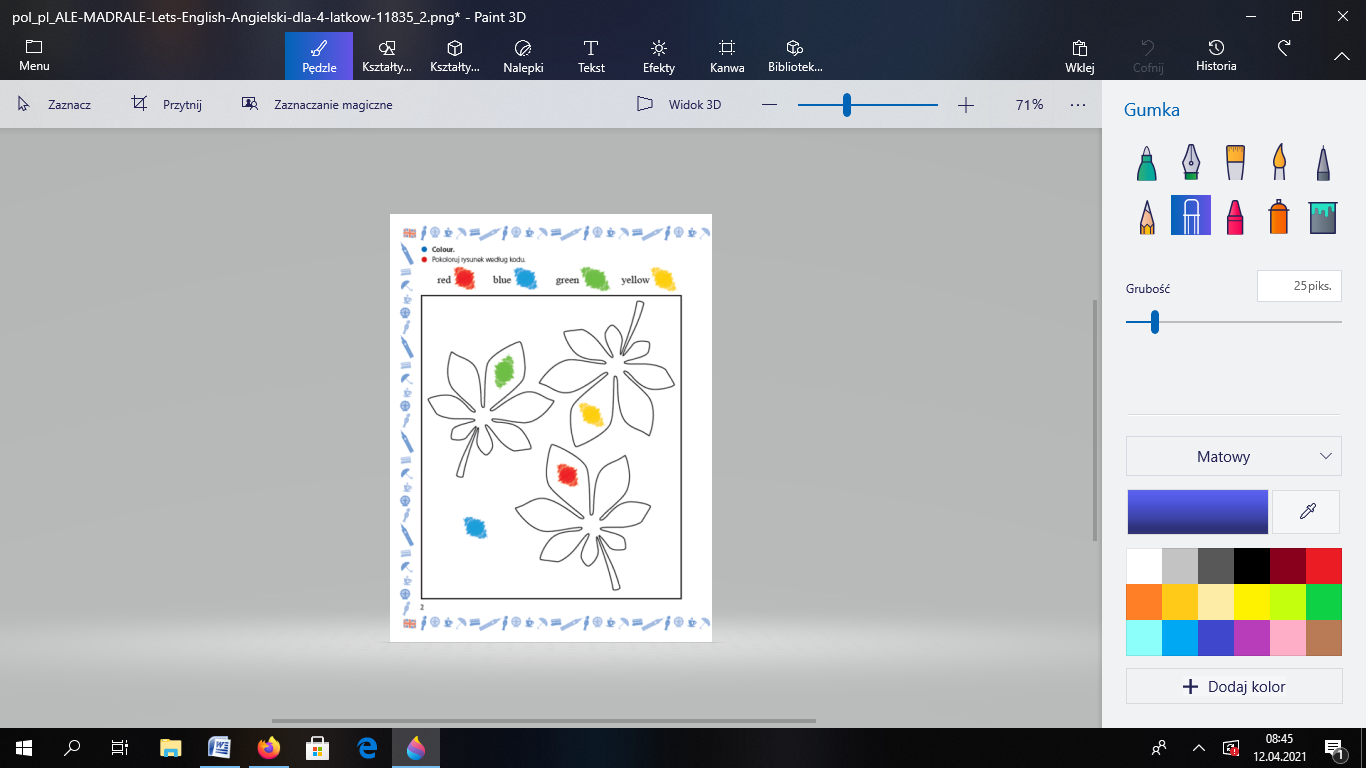 pol_pl_ALE-MADRALE-Lets-English-Angielski-dla-4-latkow-11835_2.png* - Paint 3D
Menu
Pędzle
Kształty...
Kształty...
Nalepki
Tekst
Efekty
Kanwa
Bibliotek...
Wklej
Cofnij
Historia
Zaznacz
Przytnij
Zaznaczanie magiczne
Widok 3D
71%
Gumka
Colour.
Pokoloruj rysunek według kodu.
red blue green yellow
2
Grubość
25piks.
Matowy
Dodaj kolor
08:45
12.04.2021
1